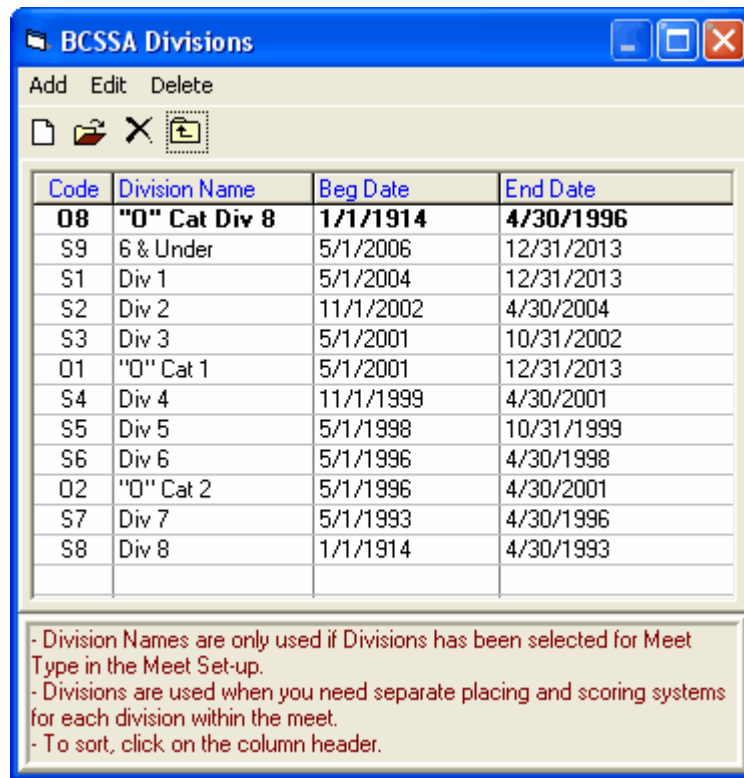 BCSSA Divisions
Add Edit Delete
Code Division Name Beg Date End Date
O8 "O" Cat Div 8 1/1/1914 4/30/1996
S9 6 & Under 5/1/2006 12/31/2013
S1 Div 1 5/1/2004 12/31/2013
S2 Div 2 11/1/2002 4/30/2004
S3 Div 3 5/1/2001 10/31/2002
O1 "O" Cat 1 5/1/2001 12/31/2013
S4 Div 4 11/1/1999 4/30/2001
S5 Div 5 5/1/1998 10/31/1999
S6 Div 6 5/1/1996 4/30/1998
O2 "O" Cat 2 5/1/1996 4/30/2001
S7 Div 7 5/1/1993 4/30/1996
S8 Div 8 1/1/1914 4/30/1993
- Division Names are only used if Divisions has been selected for Meet
Type in the Meet Set-up.
- Divisions are used when you need separate placing and scoring systems
for each division within the meet.
- To sort, click on the column header.